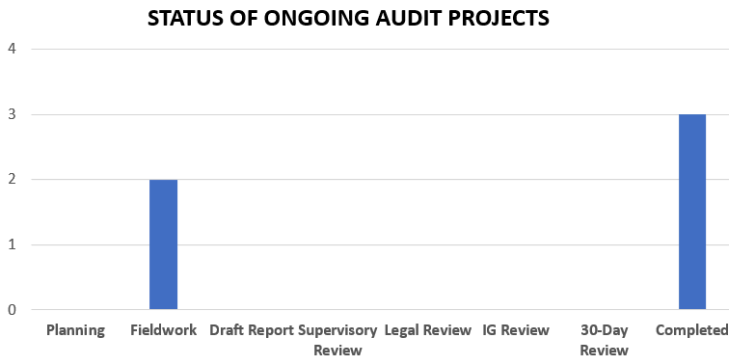 STATUS OF ONGOING AUDIT PROJECTS
4
3
2
1
0
Planning Fieldwork Draft Report Supervisory Legal Review IG Review 30-Day Completed
Review Review